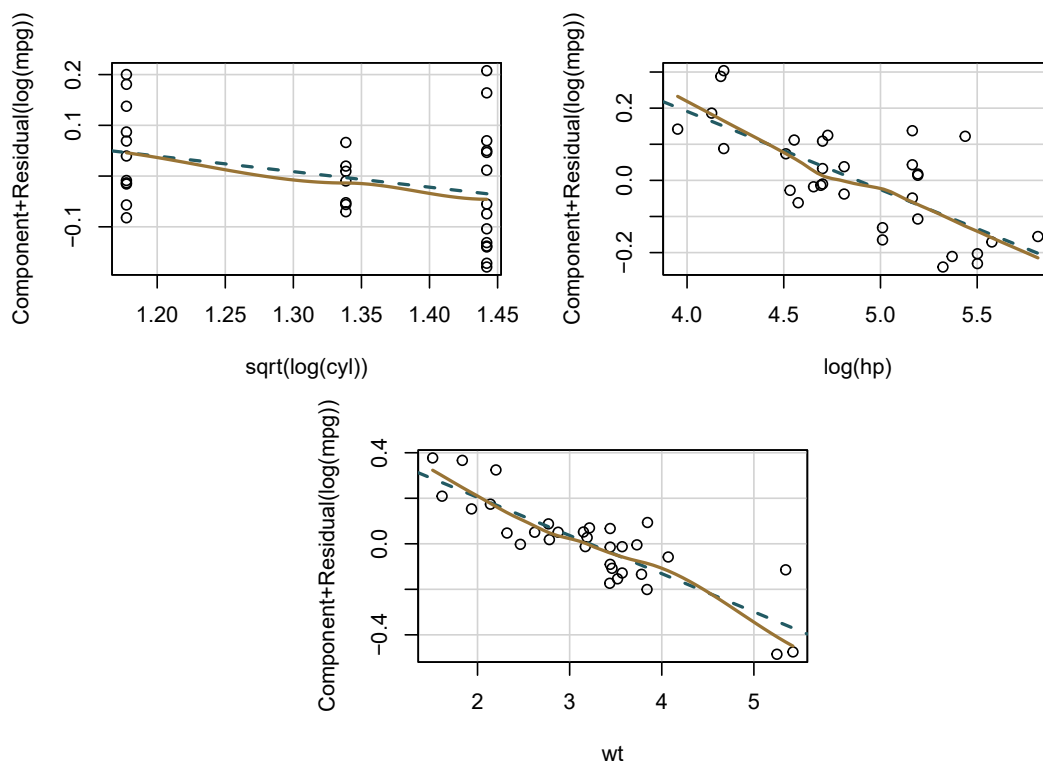 Component+Residual(log(mpg))
0.2
0.1
−0.1
1.20 1.25 1.30 1.35 1.40 1.45
sqrt(log(cyl))
Component+Residual(log(mpg))
0.2
0.0
−0.2
4.0 4.5 5.0 5.5
log(hp)
Component+Residual(log(mpg))
0.4
0.0
−0.4
2 3 4 5
wt